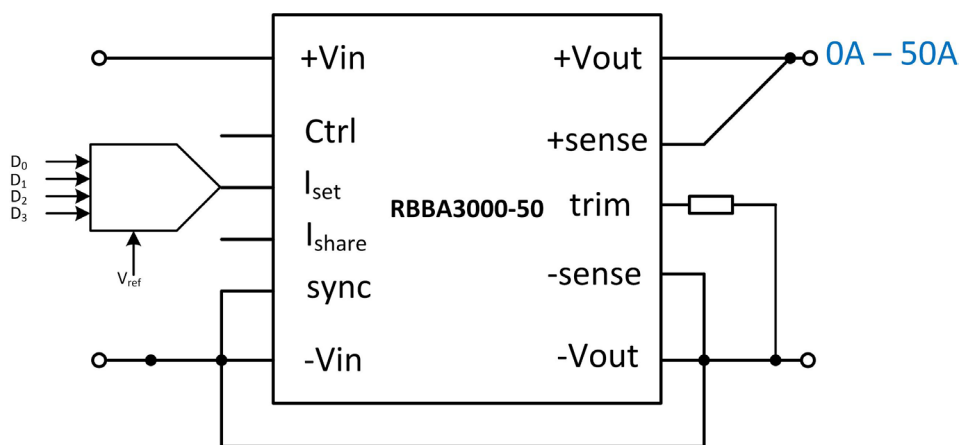 +Vin
+Vout
0A – 50A
Ctrl
+sense
D₀
D₁
D₂
D₃
Iset
RBBA3000-50
trim
Ishare
Vref
sync
-sense
-Vin
-Vout